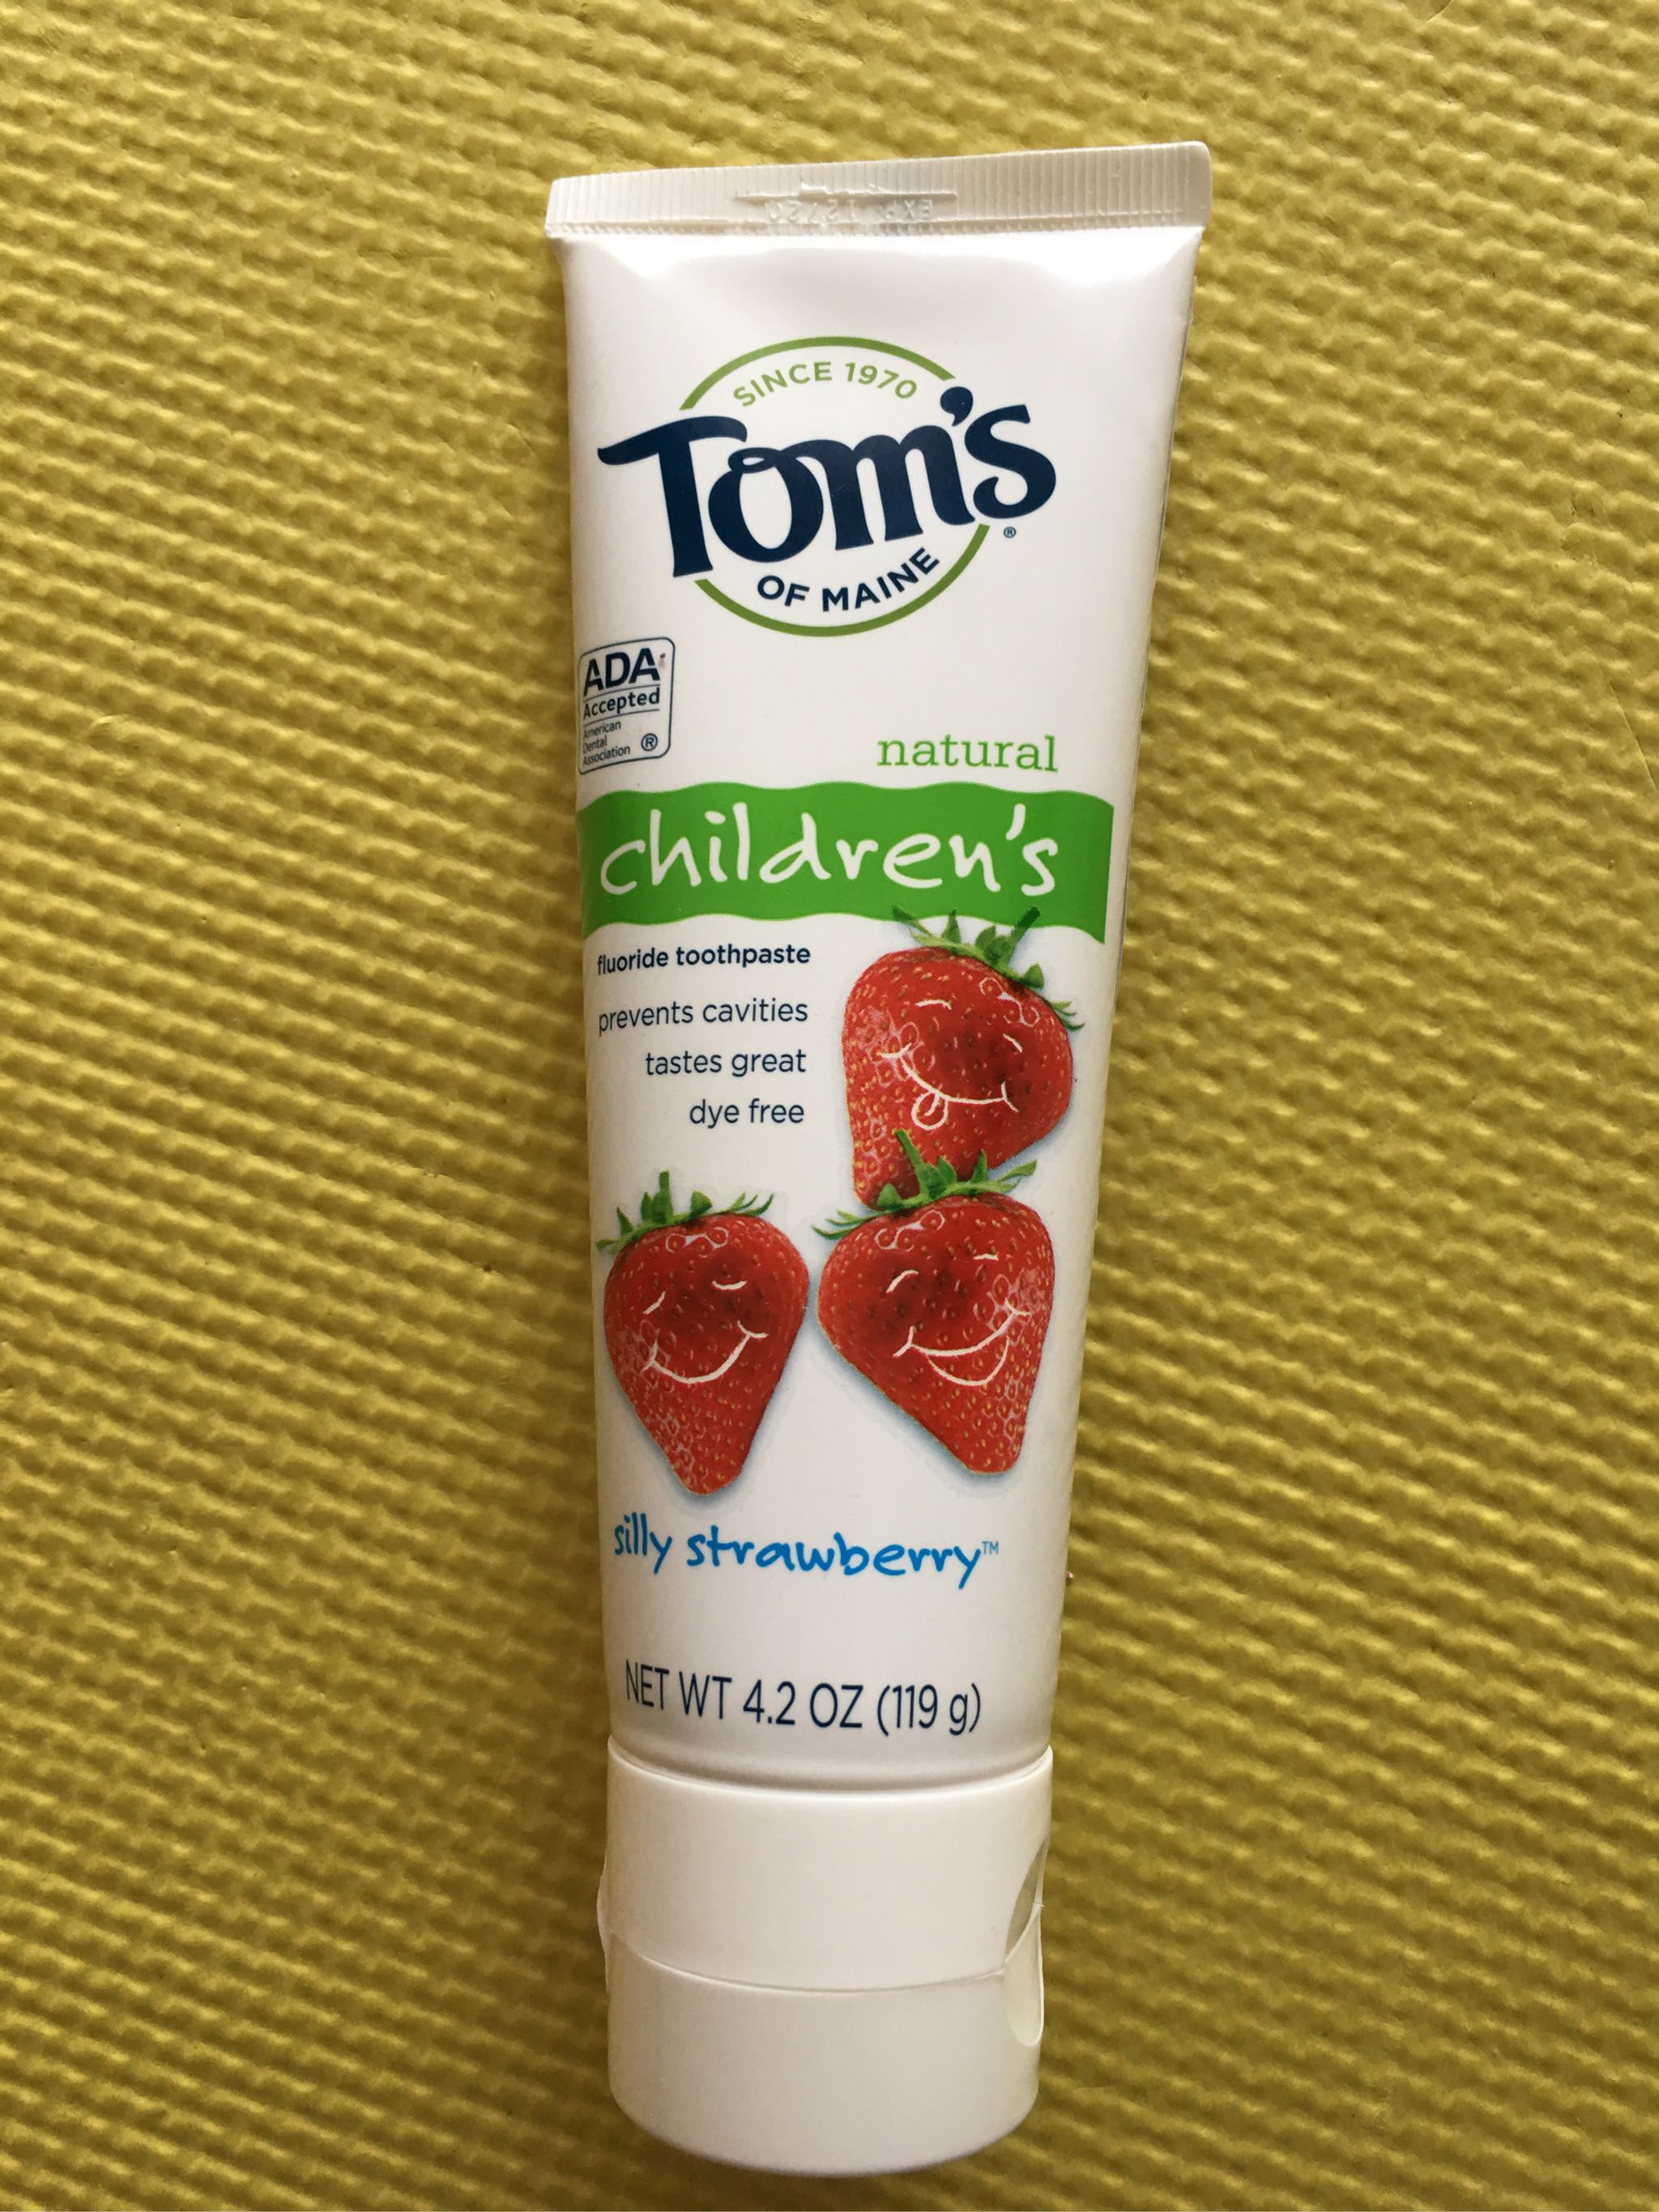 SINCE 1970
Tom's
OF MAINE
®
ADA
Accepted
American
Dental
Association ®
natural
children's
fluoride toothpaste
prevents cavities
tastes great
dye free
silly strawberry™
NET WT 4.2 OZ (119 g)